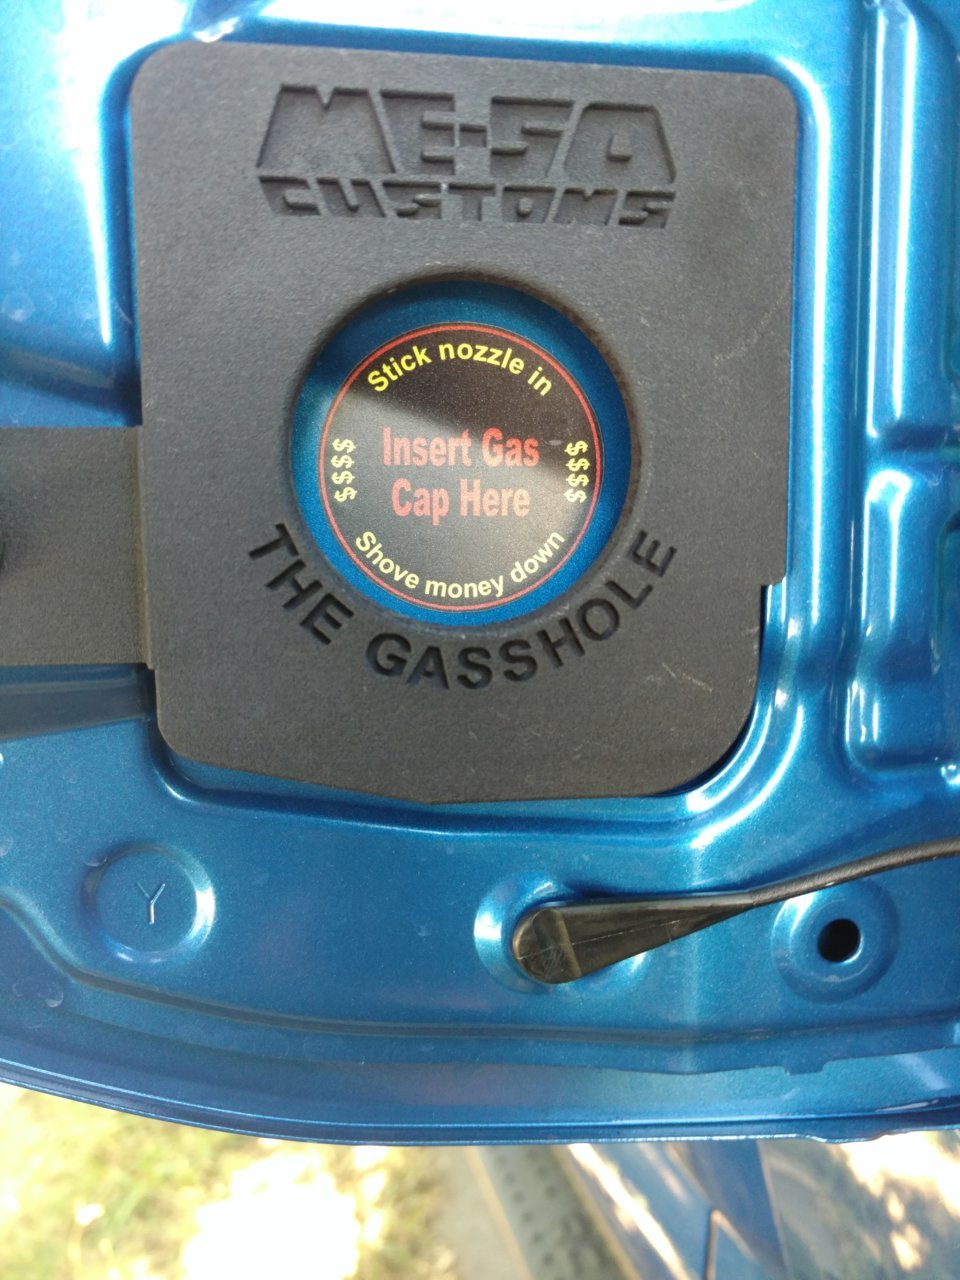 ME-SA
CUSTOMS
Stick nozzle in
$$$$
Insert Gas
Cap Here
$$$$
Shove money down
THE GASSHOLE
Y